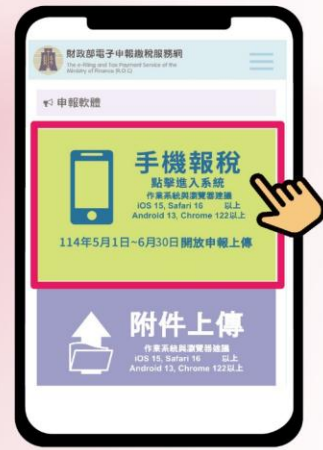 財政部電子申報繳稅服務網
The e-filing and Tax Payment Service of the
Ministry of Finance (R.O.C)
申報軟體
手機報稅
點擊進入系統
作業系統與瀏覽器建議
iOS 15, Safari 16 以上
Android 13, Chrome 122以上
114年5月1日~6月30日開放申報上傳
附件上傳
作業系統與瀏覽器建議
iOS 15, Safari 16 以上
Android 13, Chrome 122以上